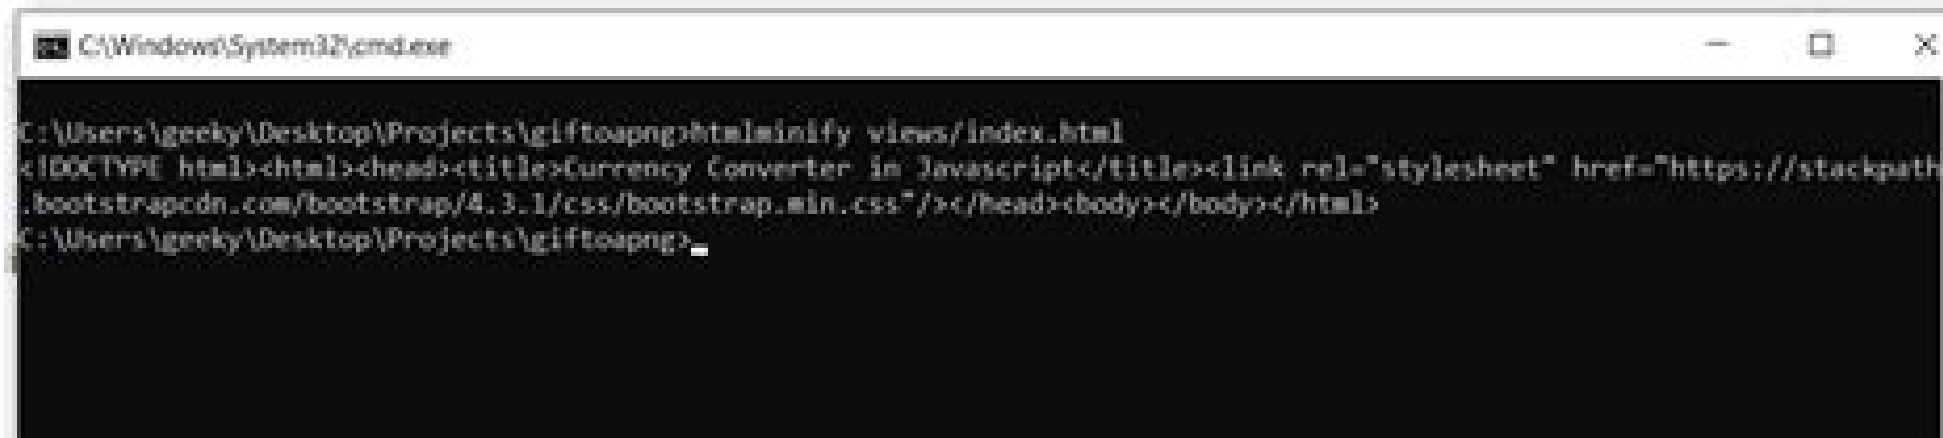 C:\Windows\System32\cmd.exe
C:\Users\geeky\Desktop\Projects\giftoapng>htmlminify views/index.html
<!DOCTYPE html><html><head><title>Currency Converter in Javascript</title><link rel="stylesheet" href="https://stackpath
.bootstrapcdn.com/bootstrap/4.3.1/css/bootstrap.min.css"/></head><body></body></html>
C:\Users\geeky\Desktop\Projects\giftoapng>